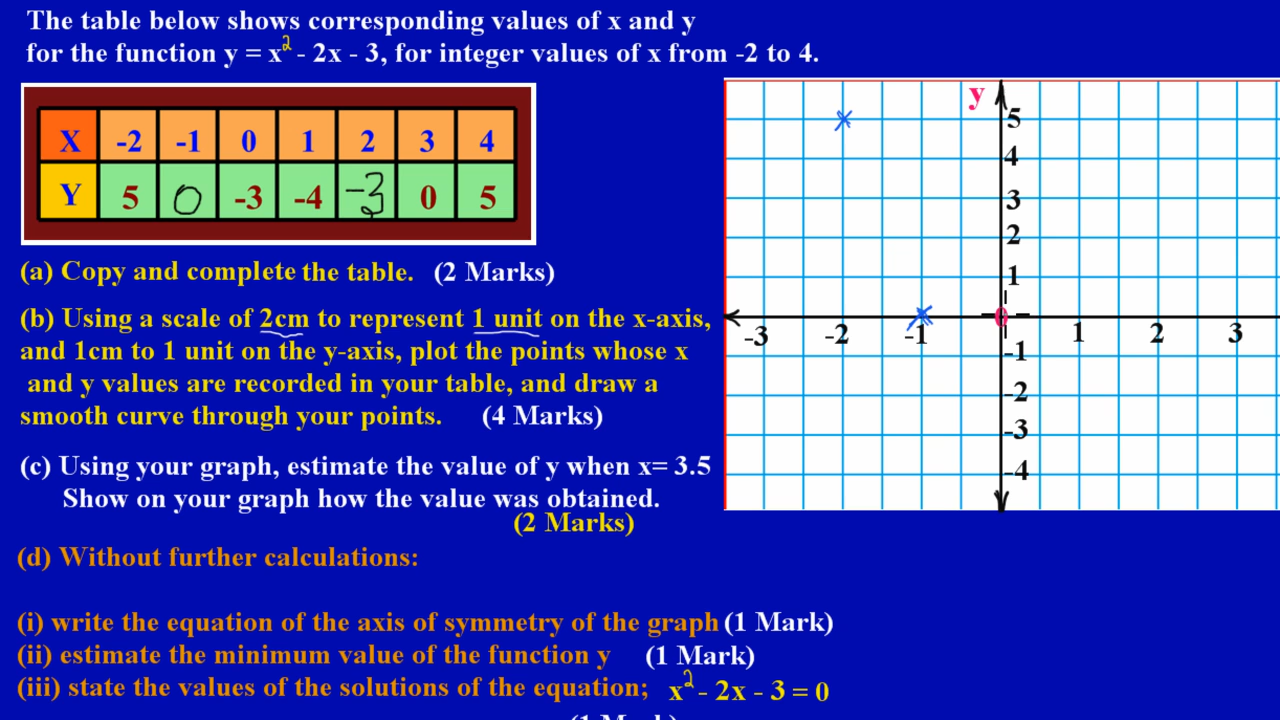 The table below shows corresponding values of x and y
for the function y = x² - 2x - 3, for integer values of x from -2 to 4.
X -2 -1 0 1 2 3 4
Y 5 0 -3 -4 -3 0 5
(a) Copy and complete the table. (2 Marks)
(b) Using a scale of 2cm to represent 1 unit on the x-axis,
and 1cm to 1 unit on the y-axis, plot the points whose x
and y values are recorded in your table, and draw a
smooth curve through your points. (4 Marks)
(c) Using your graph, estimate the value of y when x= 3.5
Show on your graph how the value was obtained.
(2 Marks)
(d) Without further calculations:
(i) write the equation of the axis of symmetry of the graph (1 Mark)
(ii) estimate the minimum value of the function y (1 Mark)
(iii) state the values of the solutions of the equation; x² - 2x - 3 = 0
(1 Mark)
y
5
4
3
2
1
-3 -2 -1 0 1 2 3
-1
-2
-3
-4